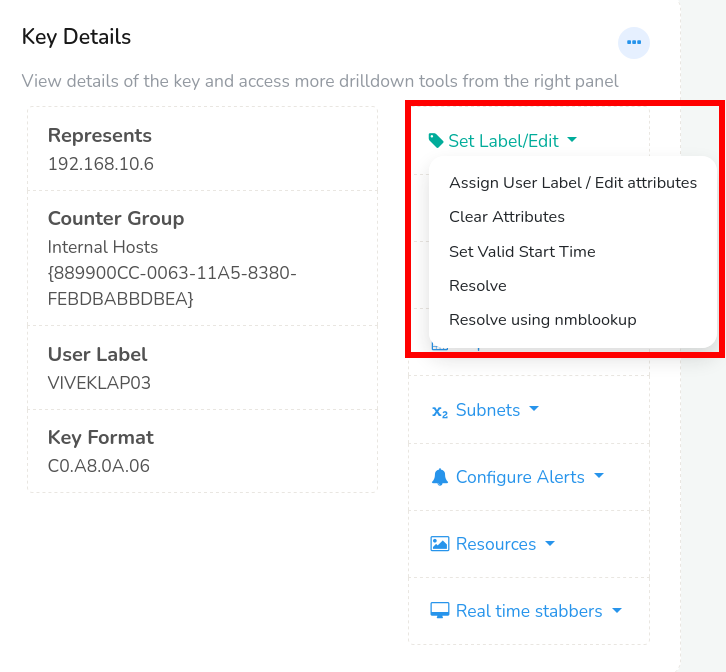 Key Details
View details of the key and access more drilldown tools from the right panel
Represents
192.168.10.6
Counter Group
Internal Hosts
{889900CC-0063-11A5-8380-
FEBDBABBDBEA}
User Label
VIVEKLAP03
Key Format
C0.A8.0A.06
Set Label/Edit
Assign User Label / Edit attributes
Clear Attributes
Set Valid Start Time
Resolve
Resolve using nmblookup
x₂ Subnets
Configure Alerts
Resources
Real time stabbers